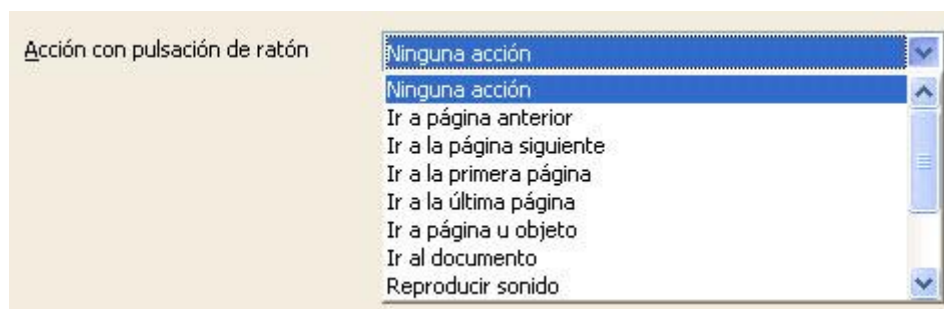 Acción con pulsación de ratón
Ninguna acción
Ninguna acción
Ir a página anterior
Ir a la página siguiente
Ir a la primera página
Ir a la última página
Ir a página u objeto
Ir al documento
Reproducir sonido